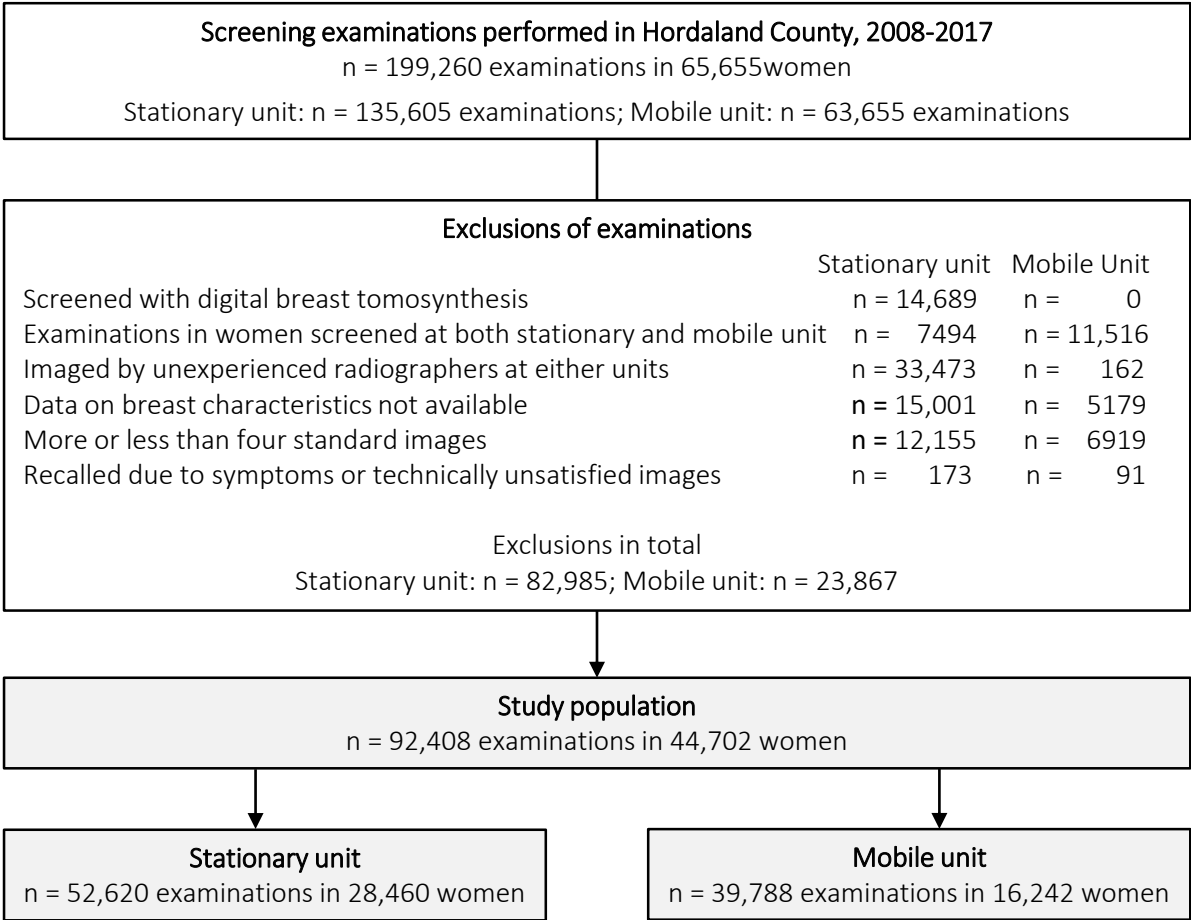 Screening examinations performed in Hordaland County, 2008-2017
n = 199,260 examinations in 65,655women
Stationary unit: n = 135,605 examinations; Mobile unit: n = 63,655 examinations
Exclusions of examinations
Stationary unit Mobile Unit
Screened with digital breast tomosynthesis n = 14,689 n = 0
Examinations in women screened at both stationary and mobile unit n = 7494 n = 11,516
Imaged by unexperienced radiographers at either units n = 33,473 n = 162
Data on breast characteristics not available n = 15,001 n = 5179
More or less than four standard images n = 12,155 n = 6919
Recalled due to symptoms or technically unsatisfied images n = 173 n = 91
Exclusions in total
Stationary unit: n = 82,985; Mobile unit: n = 23,867
Study population
n = 92,408 examinations in 44,702 women
Stationary unit
n = 52,620 examinations in 28,460 women
Mobile unit
n = 39,788 examinations in 16,242 women